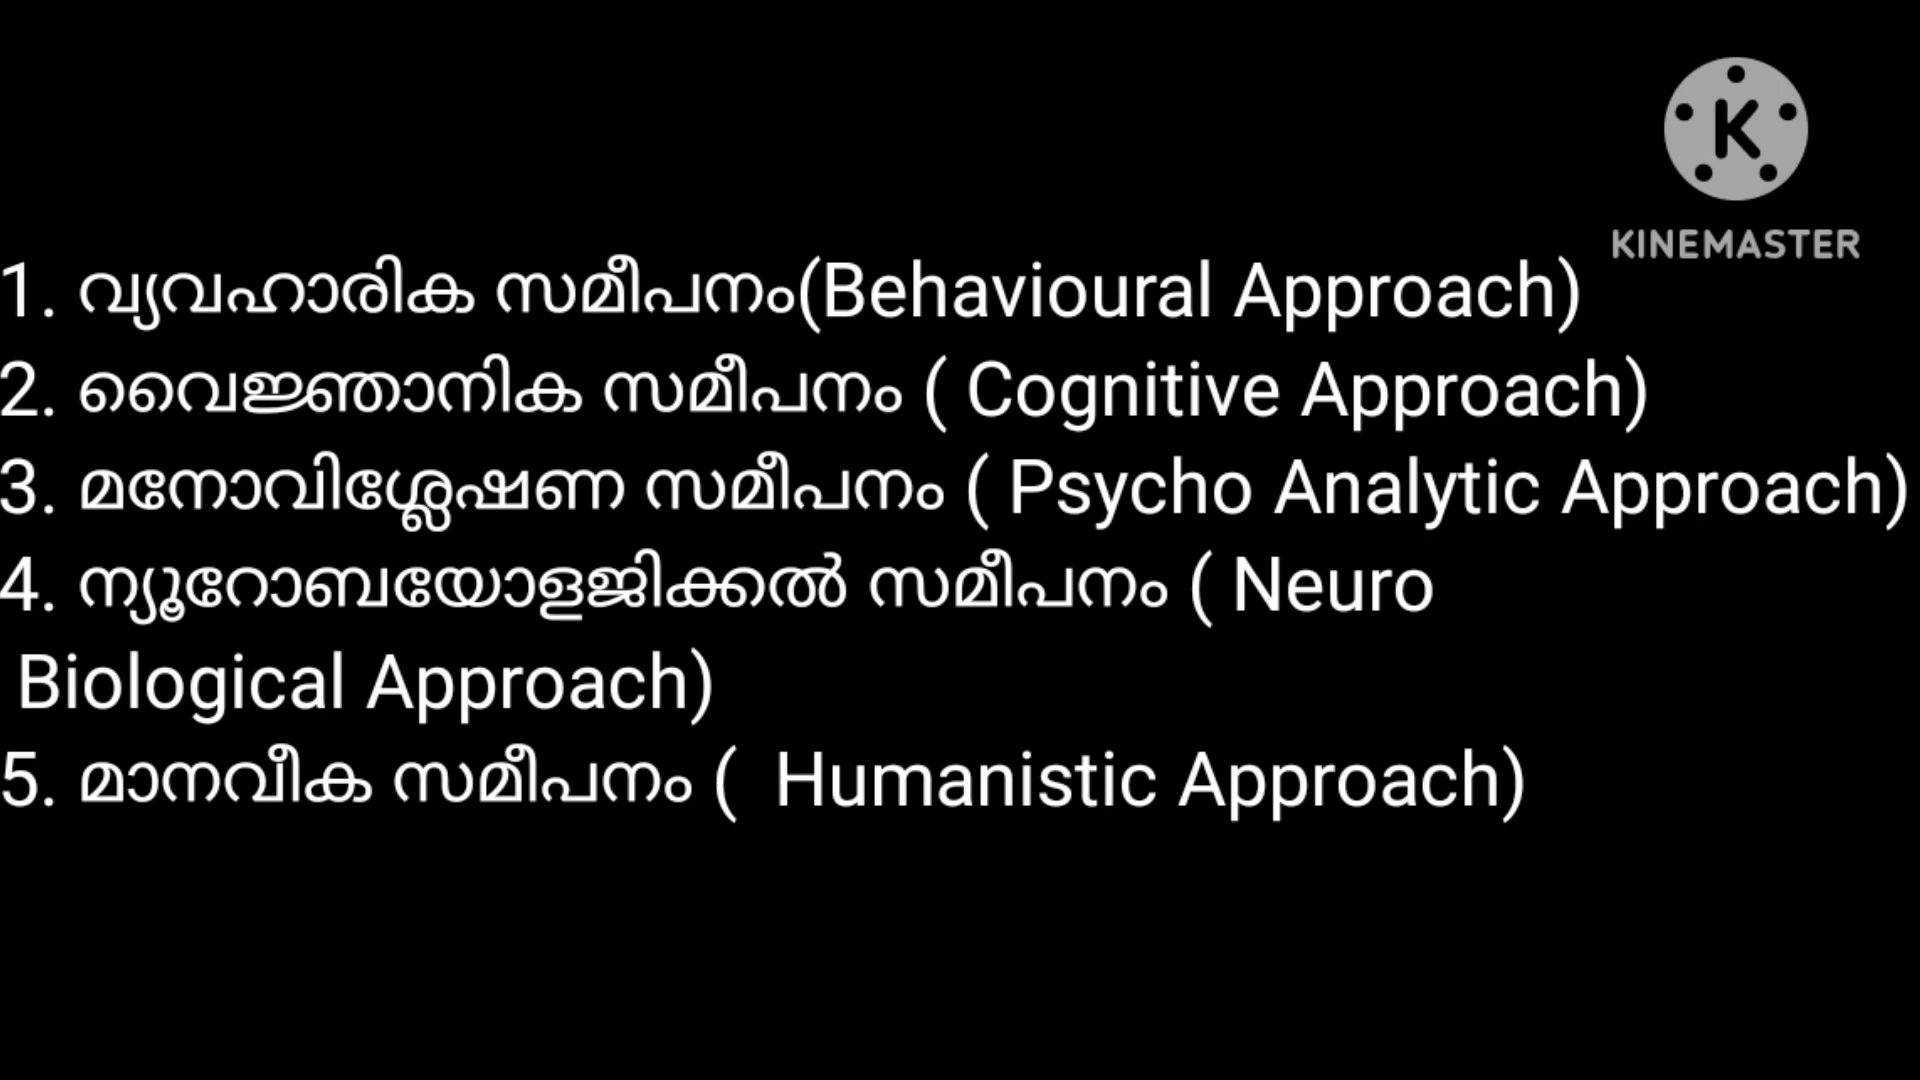 K
KINEMASTER
1. വ്യവഹാരിക സമീപനം(Behavioural Approach)
2. വൈജ്ഞാനിക സമീപനം ( Cognitive Approach)
3. മനോവിശ്ലേഷണ സമീപനം ( Psycho Analytic Approach)
4. ന്യൂറോബയോളജിക്കൽ സമീപനം ( Neuro
Biological Approach)
5. മാനവീക സമീപനം (  Humanistic Approach)